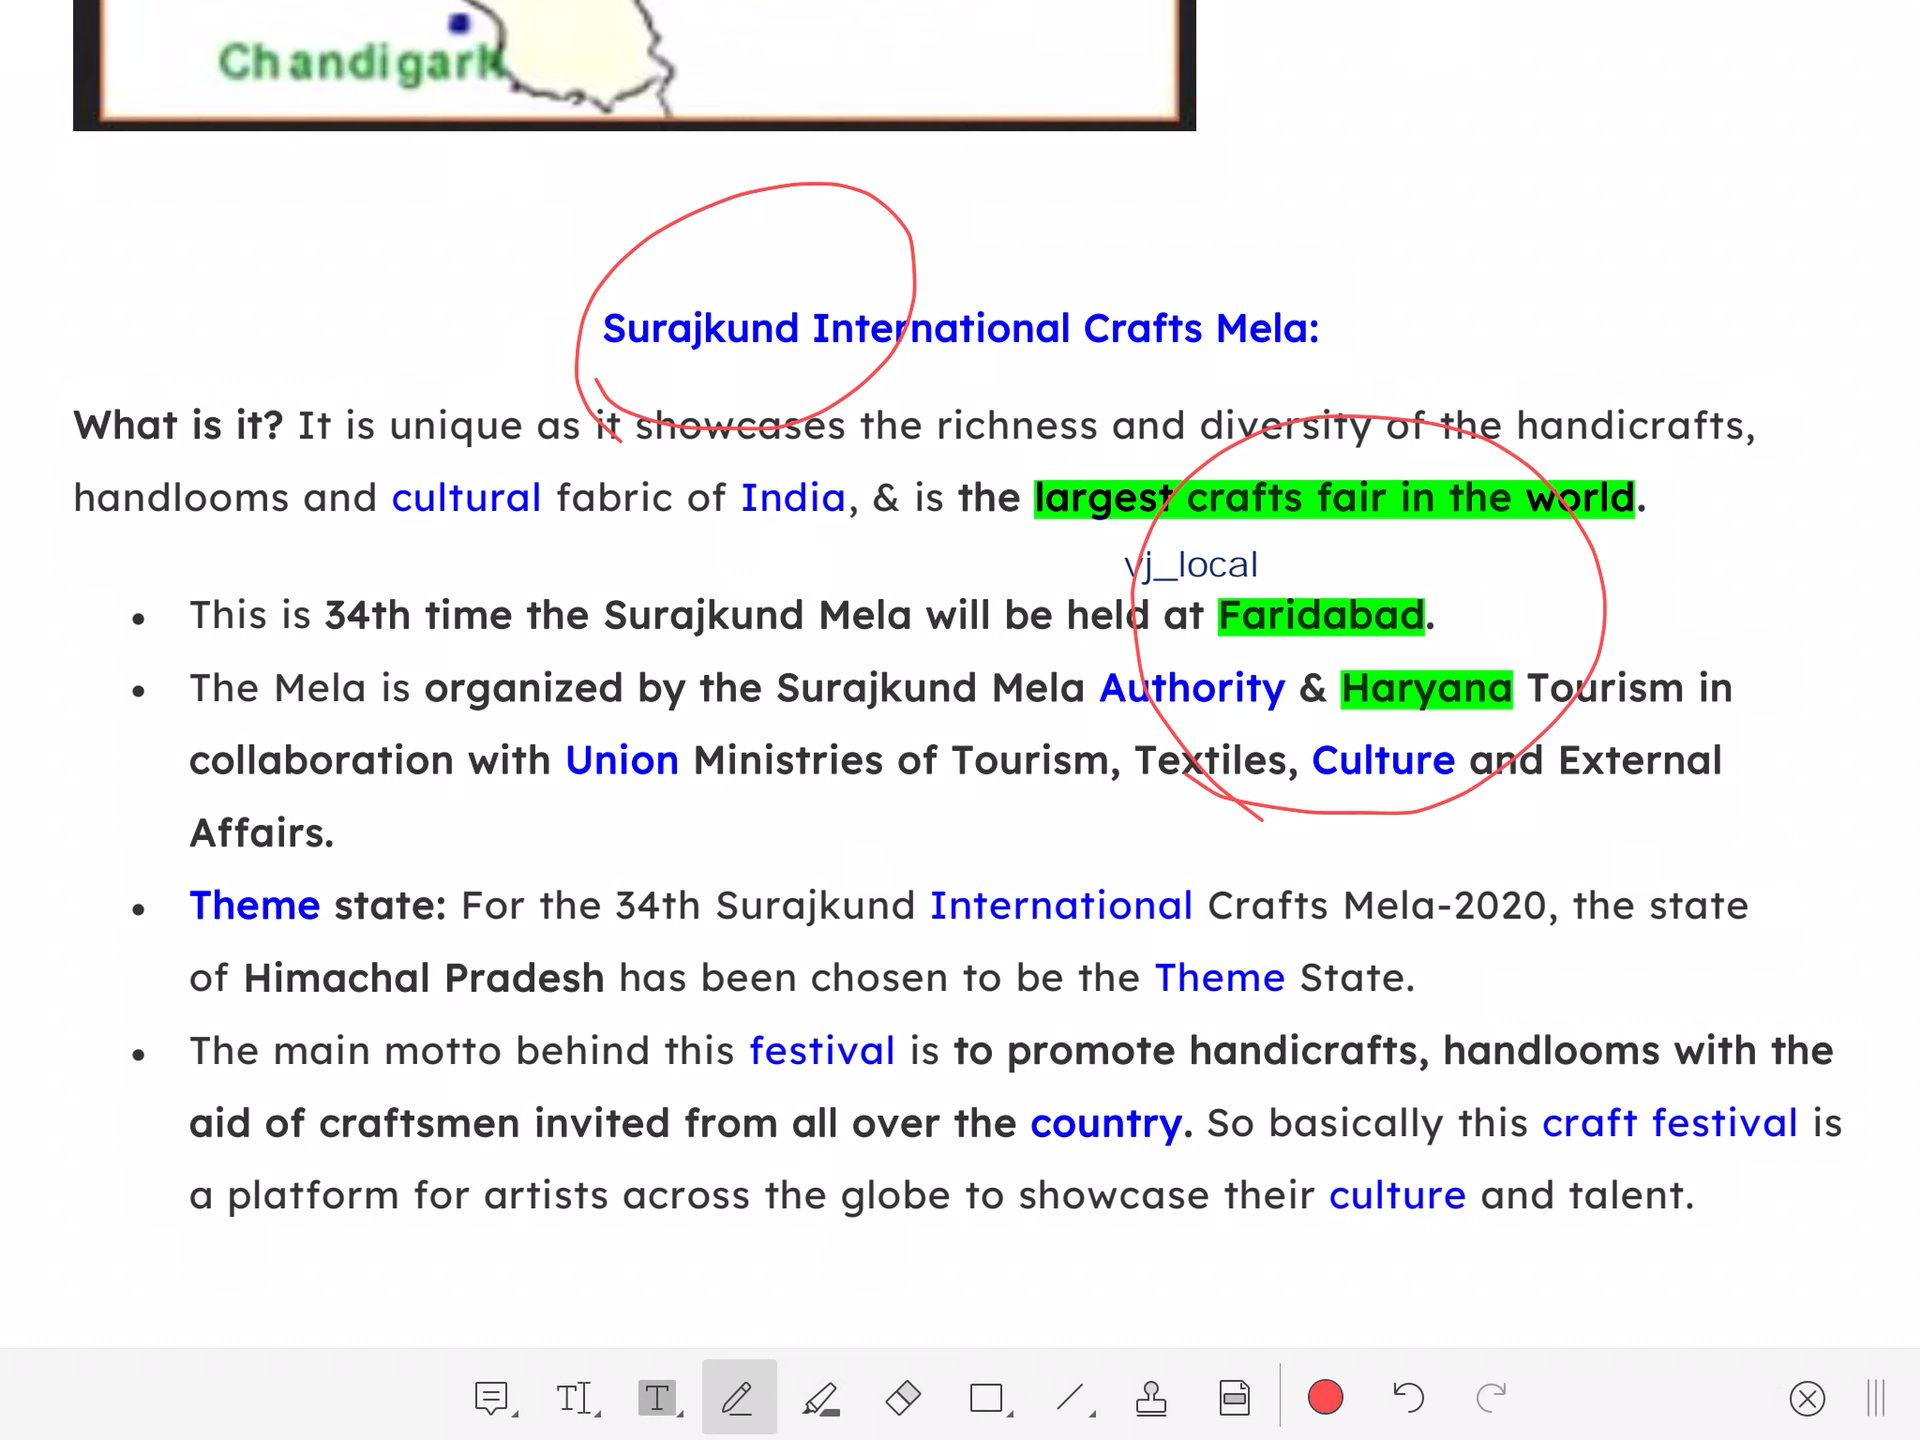 Chandigarh
Surajkund International Crafts Mela:
What is it? It is unique as it showcases the richness and diversity of the handicrafts,
handlooms and cultural fabric of India, & is the largest crafts fair in the world.
vj_local
• This is 34th time the Surajkund Mela will be held at Faridabad.
• The Mela is organized by the Surajkund Mela Authority & Haryana Tourism in
collaboration with Union Ministries of Tourism, Textiles, Culture and External
Affairs.
• Theme state: For the 34th Surajkund International Crafts Mela-2020, the state
of Himachal Pradesh has been chosen to be the Theme State.
• The main motto behind this festival is to promote handicrafts, handlooms with the
aid of craftsmen invited from all over the country. So basically this craft festival is
a platform for artists across the globe to showcase their culture and talent.